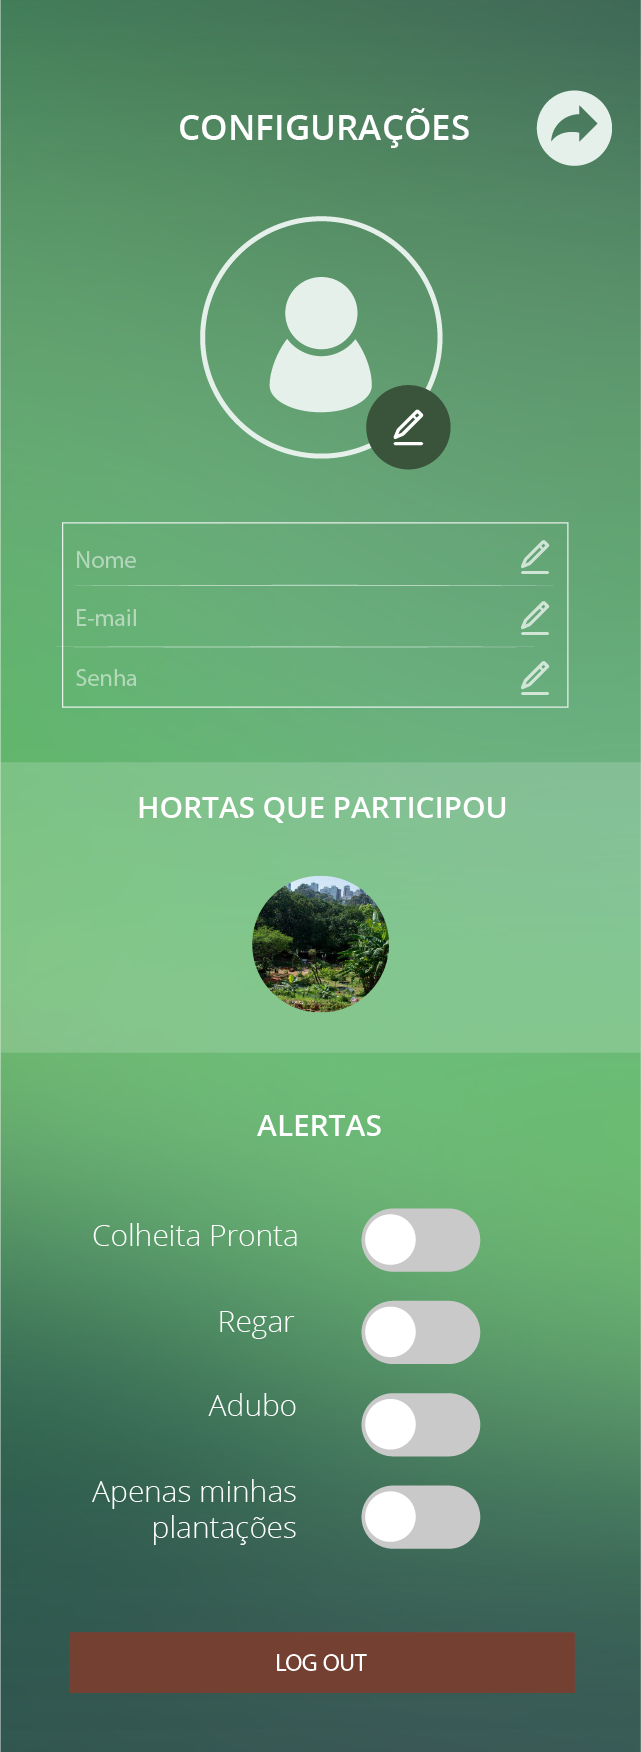 CONFIGURAÇÕES
Nome
E-mail
Senha
HORTAS QUE PARTICIPOU
ALERTAS
Colheita Pronta
Regar
Adubo
Apenas minhas
plantações
LOG OUT